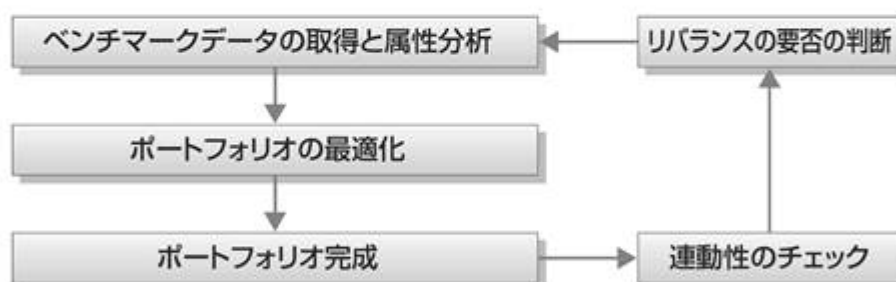 ベンチマークデータの取得と属性分析
リバランスの要否の判断
ポートフォリオの最適化
ポートフォリオ完成
連動性のチェック